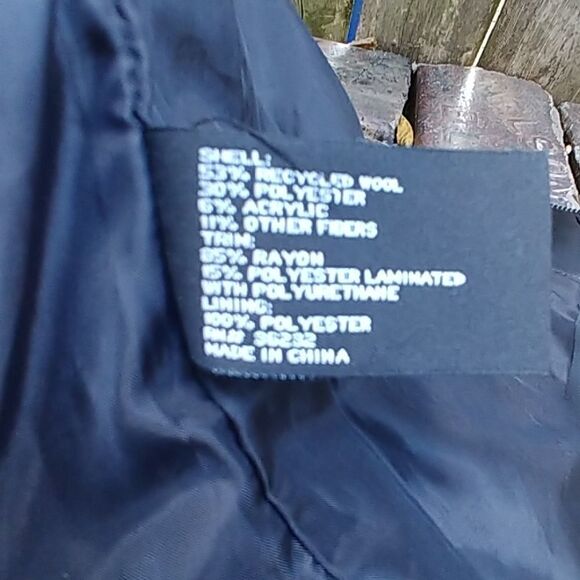 SHELL:
53% RECYCLED WOOL
30% POLYESTER
6% ACRYLIC
11% OTHER FIBERS
TRIM:
85% RAYON
15% POLYESTER LAMINATED
WITH POLYURETHANE
LINING:
100% POLYESTER
RN# 36232
MADE IN CHINA